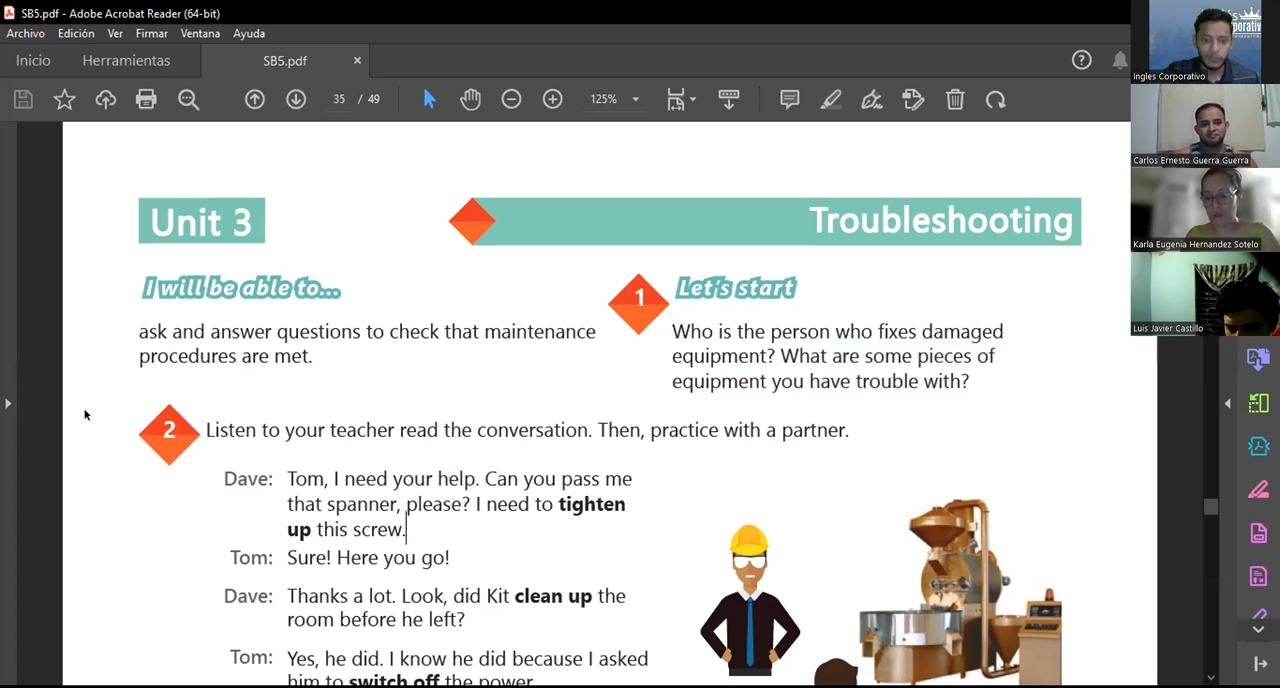 SB5.pdf - Adobe Acrobat Reader (64-bit)
Archivo Edición Ver Firmar Ventana Ayuda
Inicio Herramientas SB5.pdf ×
35 / 49 125%
Ingles Corporativo
Carlos Ernesto Guerra Guerra
Karla Eugenia Hernandez Sotelo
Luis Javier Castillo
Unit 3
Troubleshooting
I will be able to...
ask and answer questions to check that maintenance
procedures are met.
1
Let's start
Who is the person who fixes damaged
equipment? What are some pieces of
equipment you have trouble with?
2
Listen to your teacher read the conversation. Then, practice with a partner.
Dave: Tom, I need your help. Can you pass me
that spanner, please? I need to tighten
up this screw.
Tom: Sure! Here you go!
Dave: Thanks a lot. Look, did Kit clean up the
room before he left?
Tom: Yes, he did. I know he did because I asked
him to switch off the power